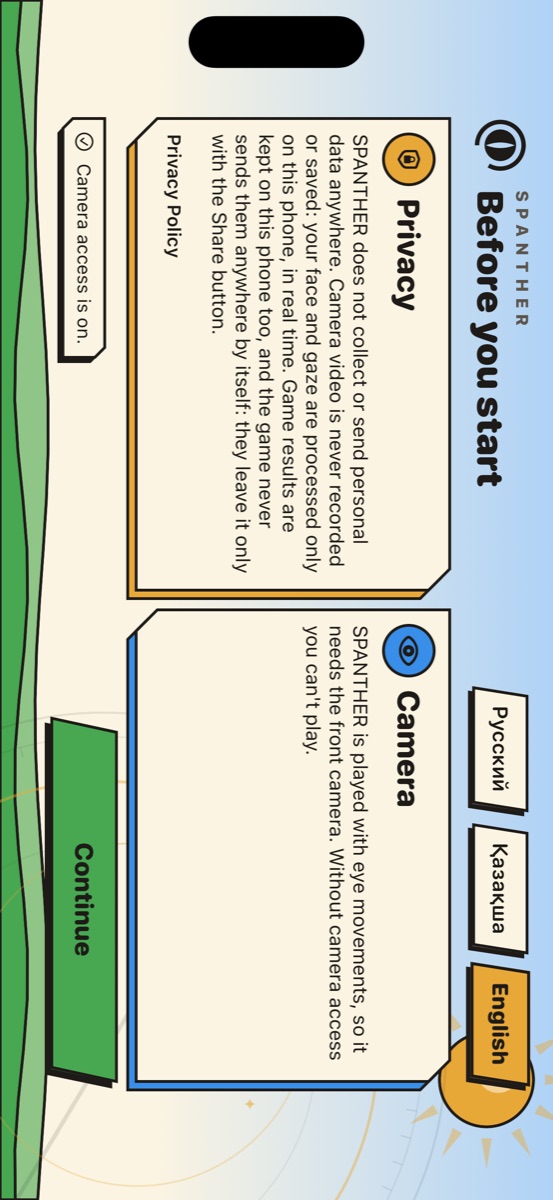 SPANTHER
Before you start
Русский
Қазақша
English
Privacy
SPANTHER does not collect or send personal
data anywhere. Camera video is never recorded
or saved: your face and gaze are processed only
on this phone, in real time. Game results are
kept on this phone too, and the game never
sends them anywhere by itself: they leave it only
with the Share button.
Privacy Policy
Camera
SPANTHER is played with eye movements, so it
needs the front camera. Without camera access
you can't play.
Camera access is on.
Continue